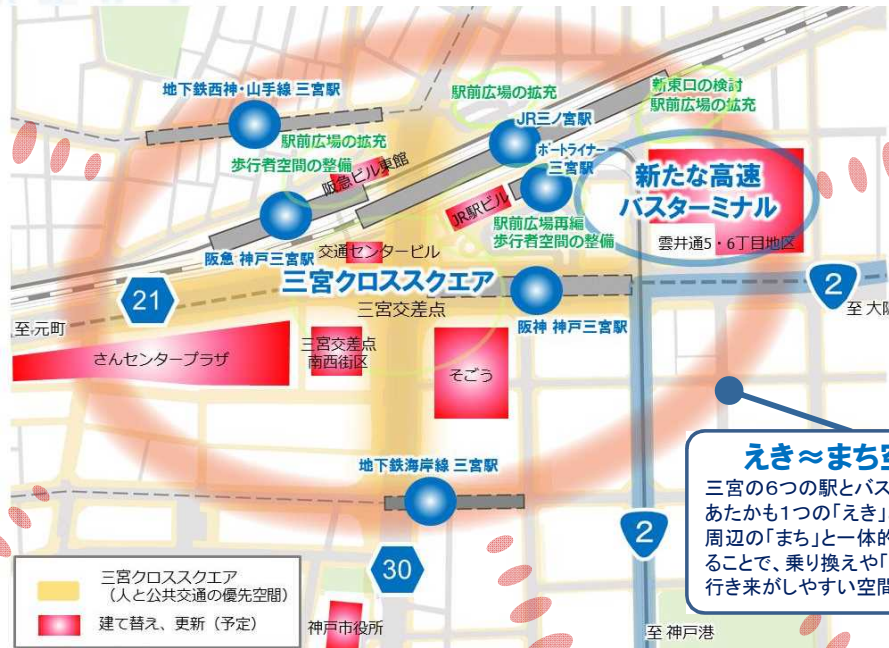 地下鉄西神・山手線 三宮駅
駅前広場の拡充
新東口の検討
駅前広場の拡充
JR三ノ宮駅
駅前広場の拡充
歩行者空間の整備
ポートライナー
三宮駅
阪急ビル東館
新たな高速
バスターミナル
JR駅ビル
駅前広場再編
歩行者空間の整備
雲井通5・6丁目地区
阪急 神戸三宮駅
交通センタービル
三宮クロススクエア
三宮交差点
阪神 神戸三宮駅
21
2
至 元町
至 大阪
さんセンタープラザ
三宮交差点
南西街区
そごう
地下鉄海岸線 三宮駅
えき≈まち空
三宮の6つの駅とバス
あたかも1つの「えき」
周辺の「まち」と一体的
ることで、乗り換えや「
行き来がしやすい空間
2
30
三宮クロススクエア
（人と公共交通の優先空間）
建て替え、更新（予定）
神戸市役所
至 神戸港